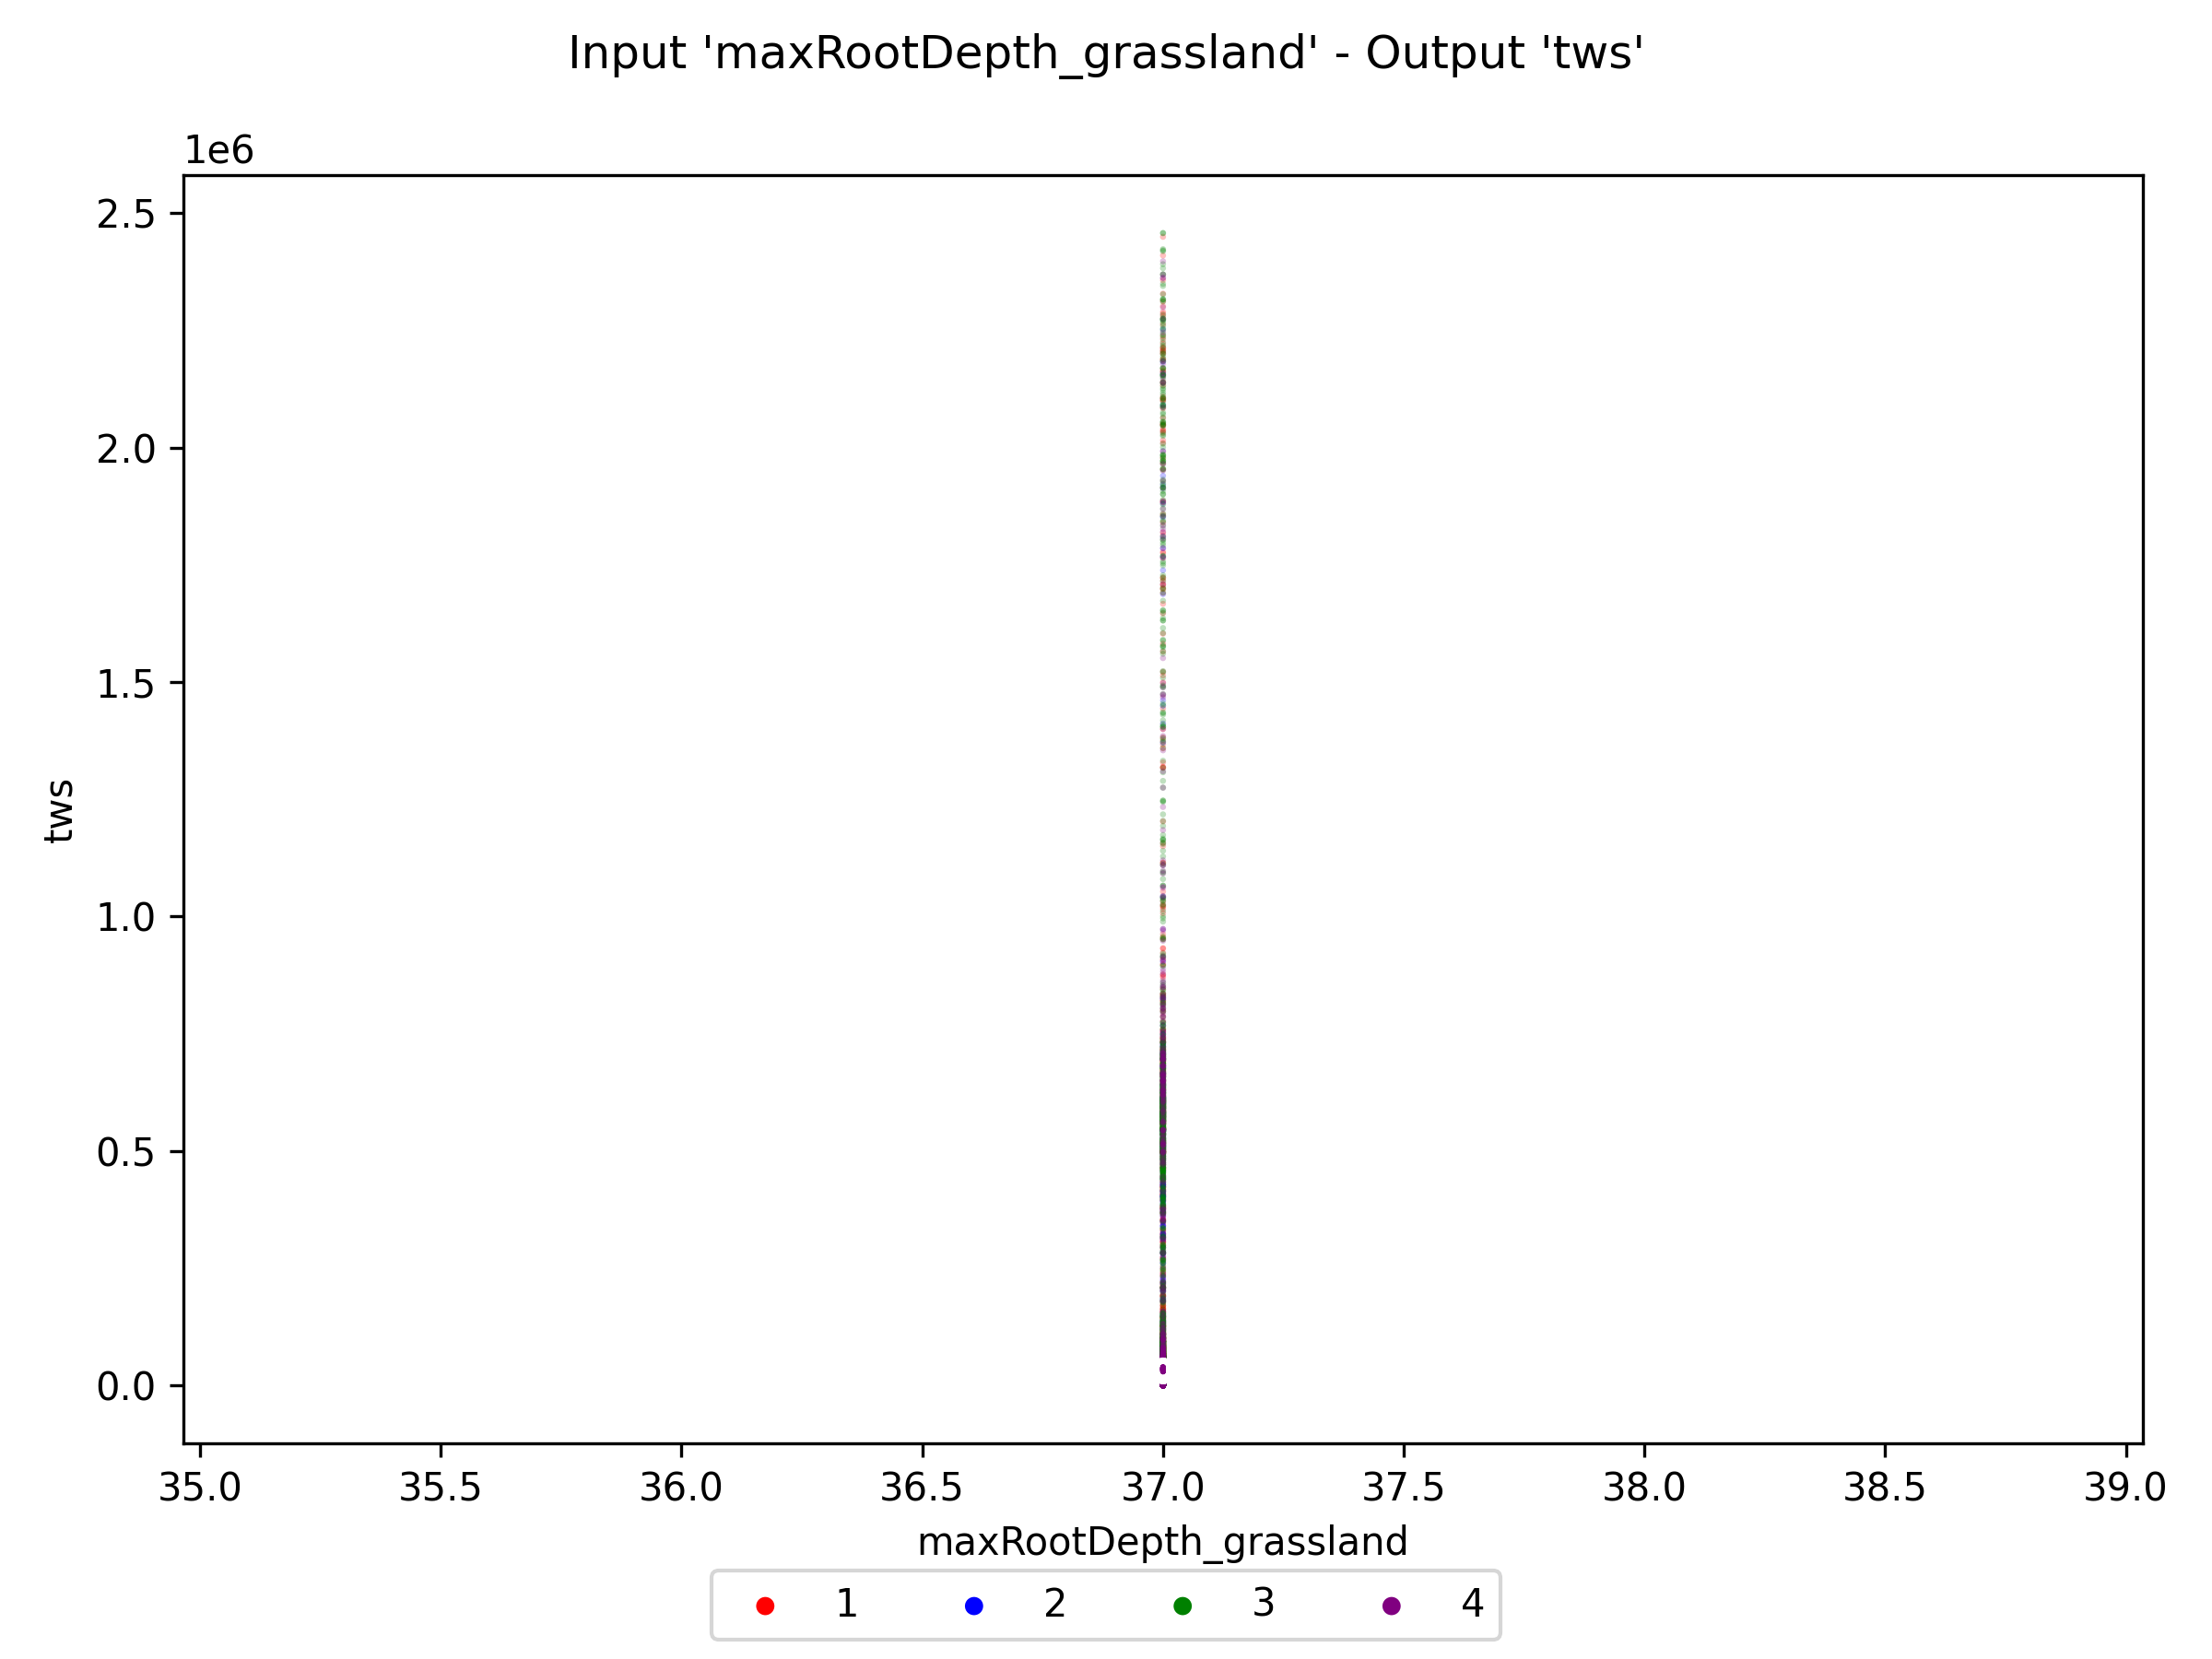 Input 'maxRootDepth_grassland' - Output 'tws'
1e6
2.5
2.0
1.5
1.0
0.5
0.0
tws
35.0 35.5 36.0 36.5 37.0 37.5 38.0 38.5 39.0
maxRootDepth_grassland
1 2 3 4